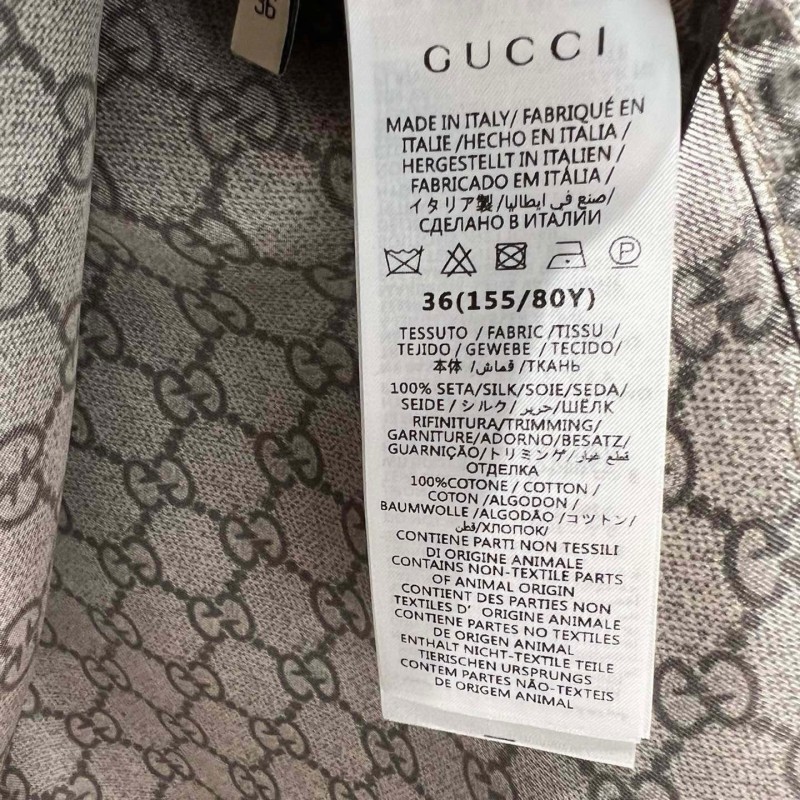 36
GUCCI
MADE IN ITALY/ FABRIQUÉ EN
ITALIE /HECHO EN ITALIA /
HERGESTELLT IN ITALIEN /
FABRICADO EM ITÁLIA /
イタリア製/صنع في ايطاليا/
СДЕЛАНО В ИТАЛИИ
P
36(155/80Y)
TESSUTO /FABRIC /TISSU /
TEJIDO / GEWEBE / TECIDO/
本体 /قماش/ /ТКАНЬ
100% SETA/SILK/SOIE/SEDA/
SEIDE / シルク / حرير/ШЁЛК
RIFINITURA/TRIMMING/
GARNITURE/ADORNO/BESATZ/
GUARNIÇÃO/トリミング/قطع غيار/
ОТДЕЛКА
100%COTONE / COTTON /
COTON /ALGODON /
BAUMWOLLE /ALGODÃO /コツトン/
قطن/ХЛОПОК/
CONTIENE PARTI NON TESSILI
DI ORIGINE ANIMALE
CONTAINS NON-TEXTILE PARTS
OF ANIMAL ORIGIN
CONTIENT DES PARTIES NON
TEXTILES D' ORIGINE ANIMALE
CONTIENE PARTES NO TEXTILES
DE ORIGEN ANIMAL
ENTHALT NICHT-TEXTILE TEILE
TIERISCHEN URSPRUNGS
CONTEM PARTES NÃO-TEXTEIS
DE ORIGEM ANIMAL